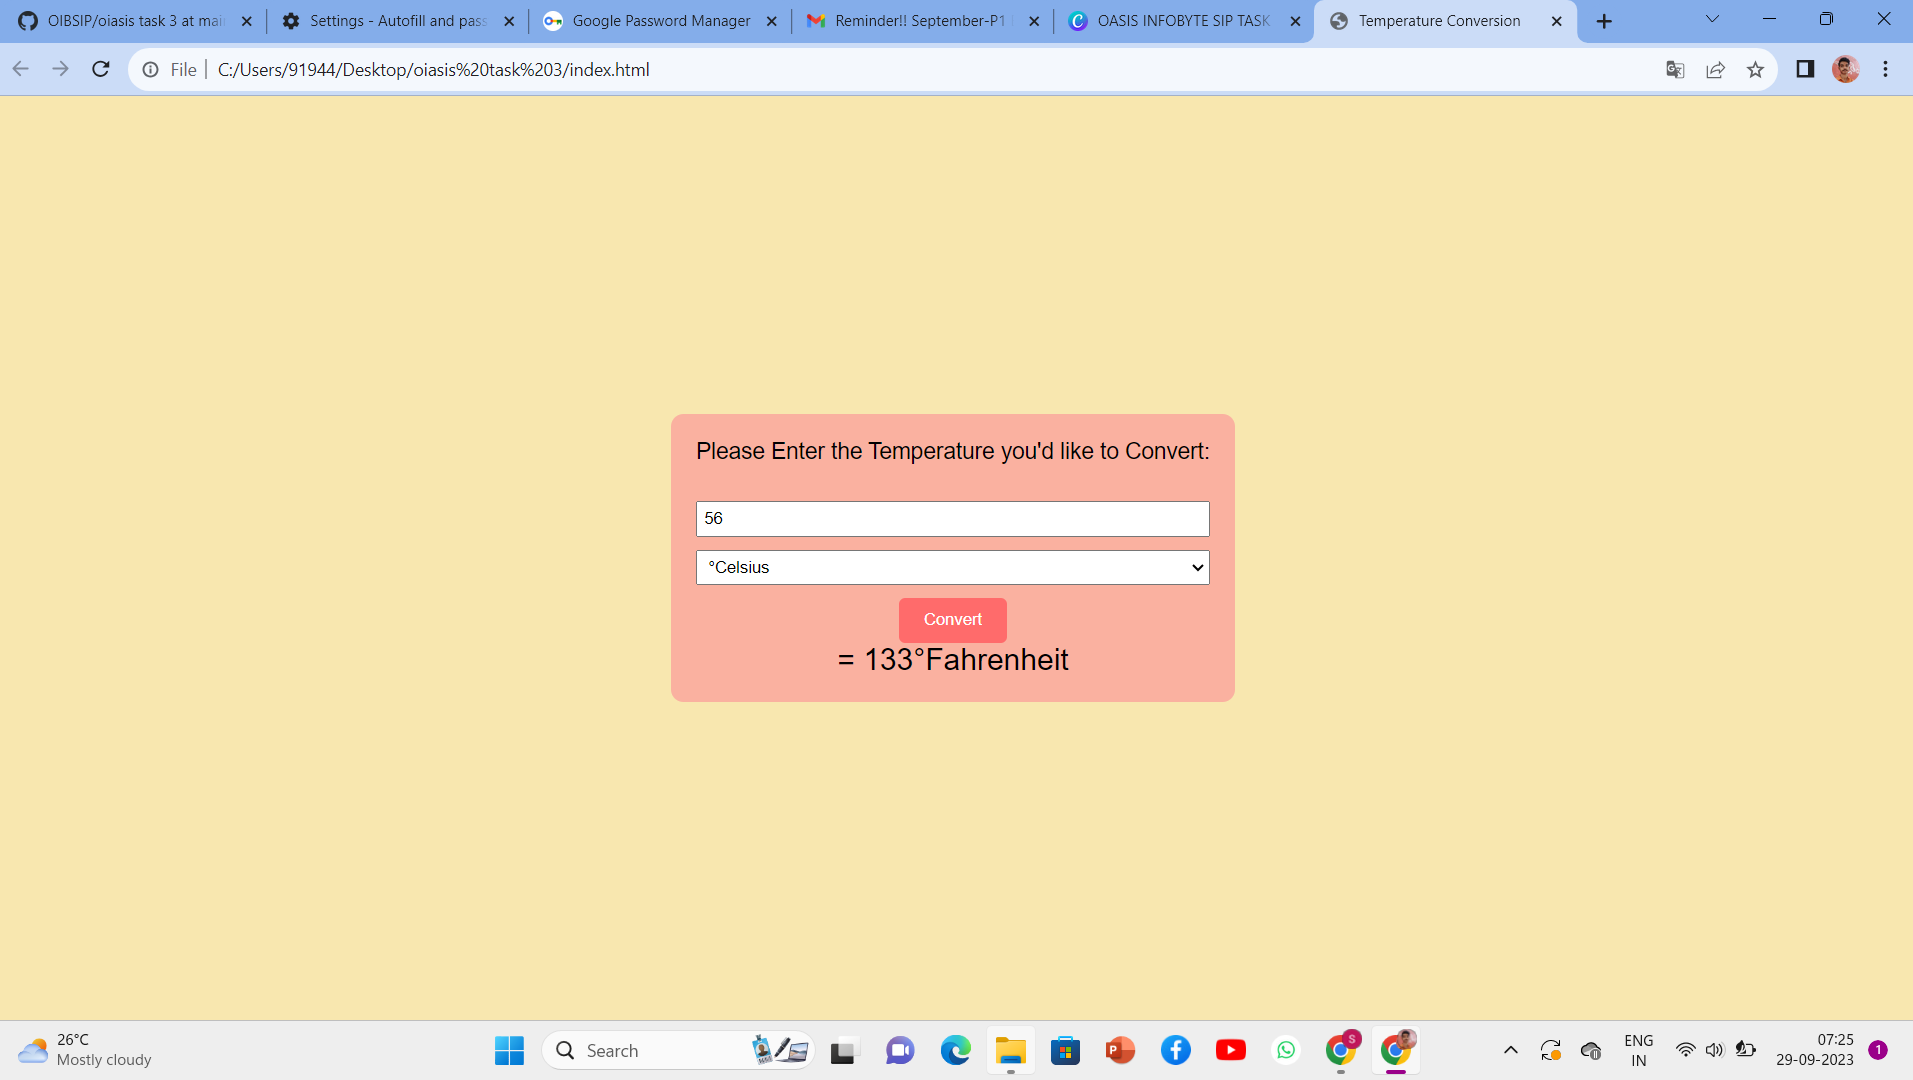 OIBSIP/oiasis task 3 at mai
Settings - Autofill and pass
Google Password Manager
Reminder!! September-P1
OASIS INFOBYTE SIP TASK
Temperature Conversion
File
C:/Users/91944/Desktop/oiasis%20task%203/index.html
Please Enter the Temperature you'd like to Convert:
56
°Celsius
Convert
= 133°Fahrenheit
26°C
Mostly cloudy
Search
S
ENG
IN
07:25
29-09-2023
1